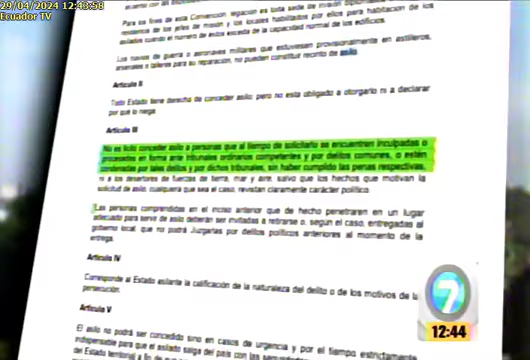 29/04/2024 12:43:58
Ecuador TV
Para los fines de esta Convención, legación es toda sede de misión diplomática
residencia de los jefes de misión y los locales habilitados por ellos para habitación de los
asilados cuando el número de éstos exceda de la capacidad normal de los edificios.
Los navíos de guerra o aeronaves militares que estuviesen provisionalmente en astilleros,
arsenales o talleres para su reparación, no pueden constituir recinto de asilo.
Artículo II
Todo Estado tiene derecho de conceder asilo; pero no está obligado a otorgarlo ni a declarar
por qué lo niega.
Artículo III
No es lícito conceder asilo a personas que al tiempo de solicitarlo se encuentren inculpadas o
procesadas en forma ante tribunales ordinarios competentes y por delitos comunes, o estén
condenadas por tales delitos y por dichos tribunales, sin haber cumplido las penas respectivas,
ni a los desertores de fuerzas de tierra, mar y aire, salvo que los hechos que motivan la
solicitud de asilo, cualquiera que sea el caso, revistan claramente carácter político.
Las personas comprendidas en el inciso anterior que de hecho penetraren en un lugar
adecuado para servir de asilo deberán ser invitadas a retirarse o, según el caso, entregadas al
gobierno local, que no podrá juzgarlas por delitos políticos anteriores al momento de la
entrega.
Artículo IV
Corresponde al Estado asilante la calificación de la naturaleza del delito o de los motivos de la
persecución.
Artículo V
El asilo no podrá ser concedido sino en casos de urgencia y por el tiempo estrictamente
indispensable para que el asilado salga del país con las
del Estado territorial a fin de que
7
12:44